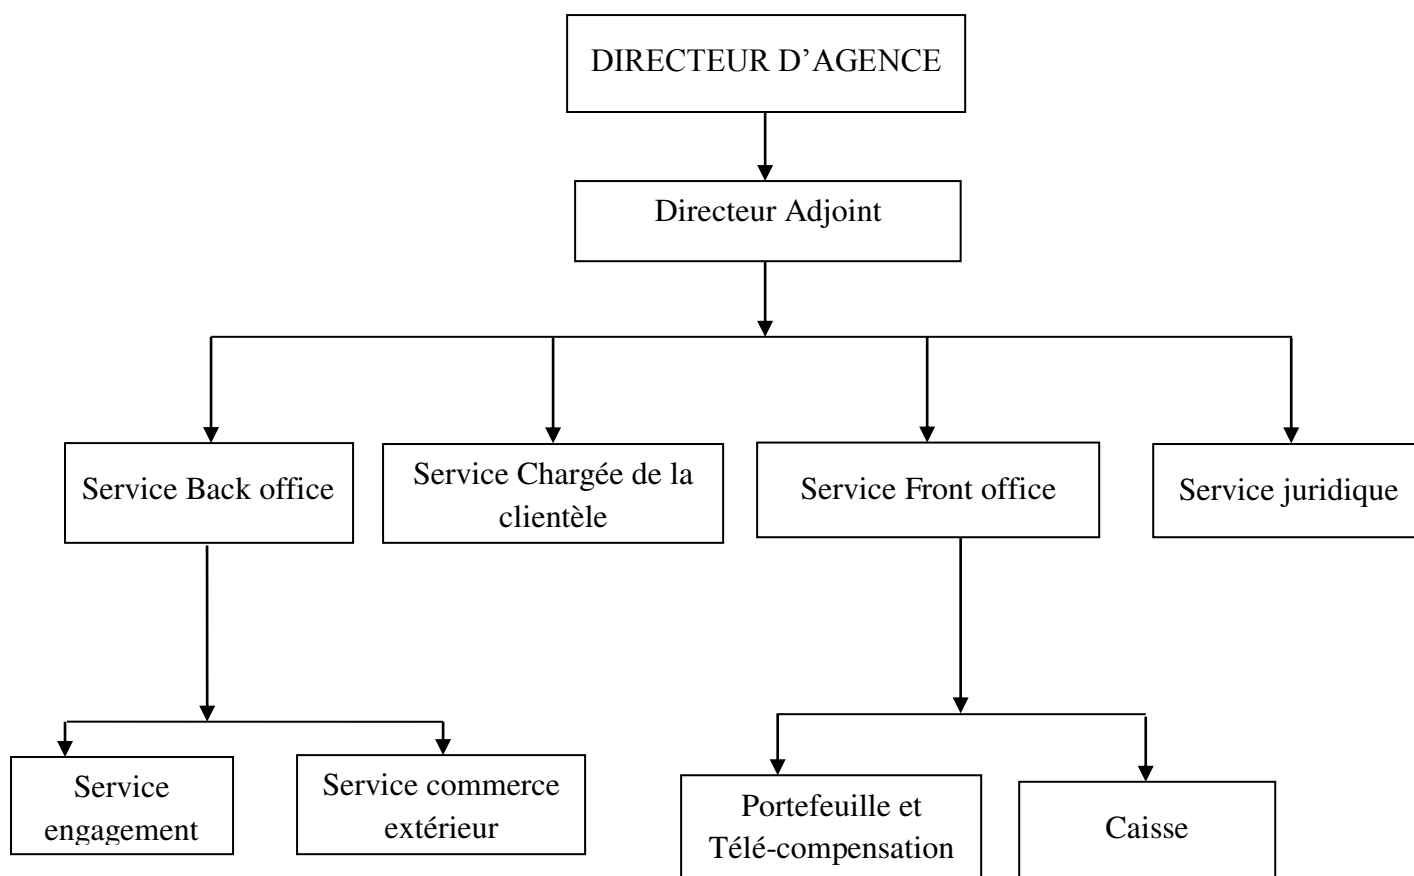 DIRECTEUR D’AGENCE
Directeur Adjoint
Service Back office
Service Chargée de la
clientèle
Service Front office
Service juridique
Service
engagement
Service commerce
extérieur
Portefeuille et
Télé-compensation
Caisse